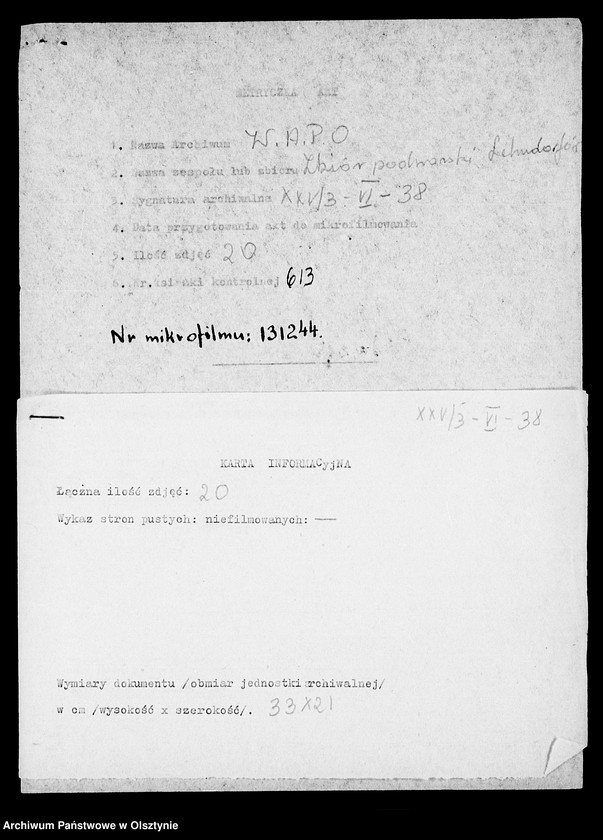 METRYCZKA AKT
1. Nazwa Archiwum W.A.P.O
2. Nazwa zespołu lub zbioru Zbiór podworski
3. Sygnatura archiwalna XXV/3 - VI - 38
4. Data przygotowania akt do mikrofilmowania
5. Ilość zdjęć 20
6. Nr. kontrolnej 613
Nr mikrofilmu: 131244.
XXV/3 - VI - 38
KARTA INFORMACyjNA
Łączna ilość zdjęć: 20
Wykaz stron pustych: niefilmowanych: —
Wymiary dokumentu /obmiar jednostki archiwalnej/
w cm /wysokość x szerokość/. 33x21
Archiwum Państwowe w Olsztynie